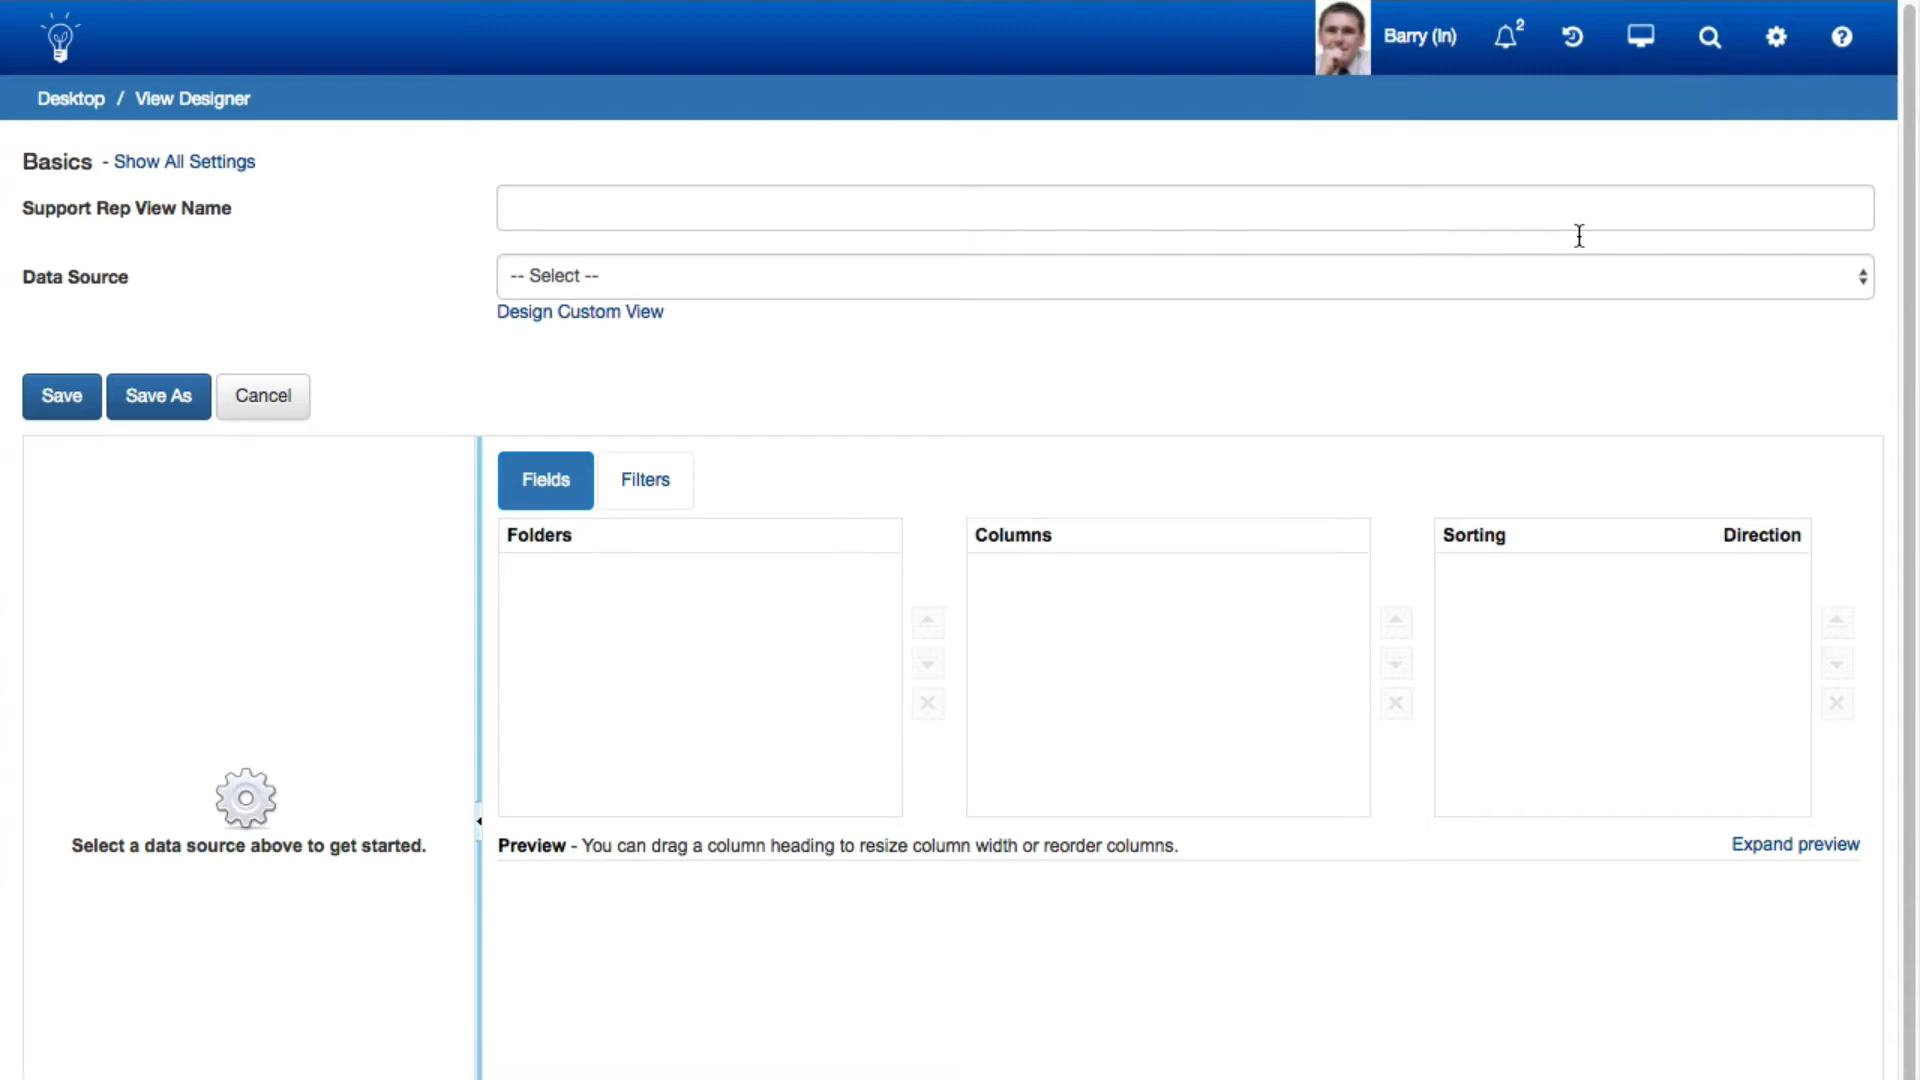 Barry (In)
2
Desktop / View Designer
Basics - Show All Settings
Support Rep View Name
Data Source
-- Select --
Design Custom View
Save
Save As
Cancel
Fields
Filters
Folders
Columns
Sorting
Direction
Select a data source above to get started.
Preview - You can drag a column heading to resize column width or reorder columns.
Expand preview